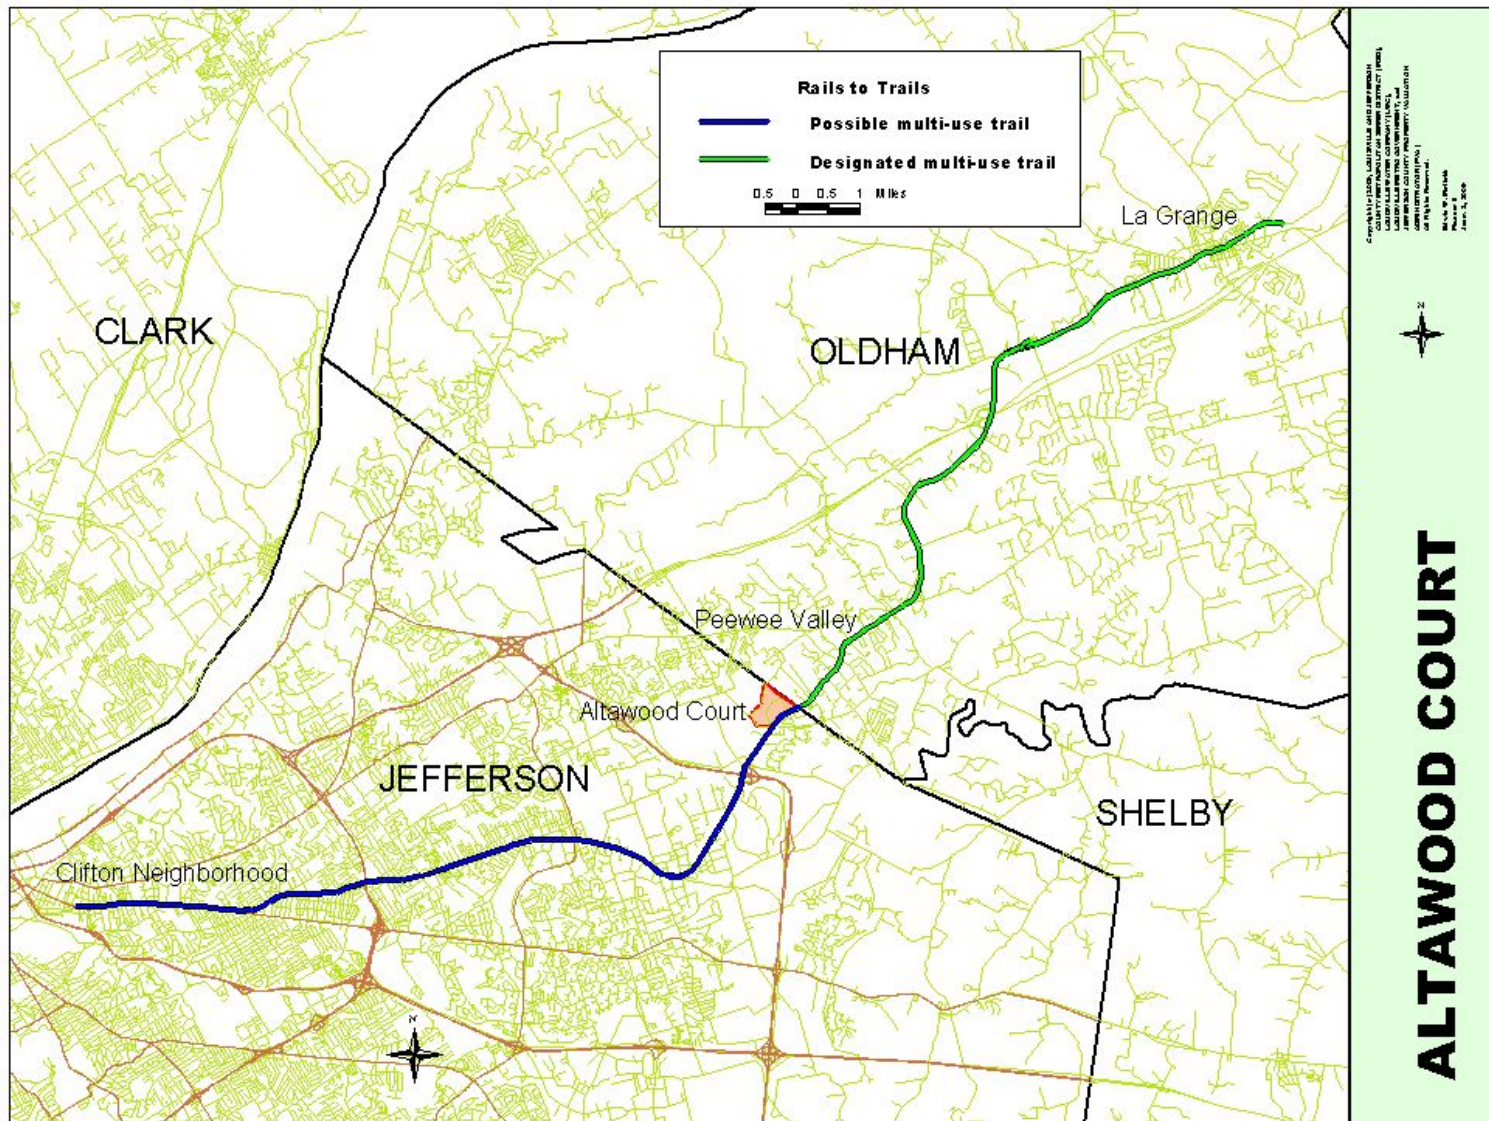 Rails to Trails
Possible multi-use trail
Designated multi-use trail
0.5 0 0.5 1 Miles
La Grange
CLARK
OLDHAM
Peewee Valley
Altawood Court
JEFFERSON
SHELBY
Clifton Neighborhood
N
N
ALTAWOOD COURT